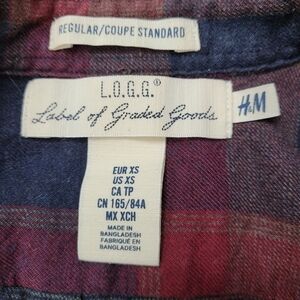 REGULAR/COUPE STANDARD
L.O.G.G.®
Label of Graded Goods
H&M
EUR XS
US XS
CA TP
CN 165/84A
MX XCH
MADE IN
BANGLADESH
FABRIQUÉ EN
BANGLADESH